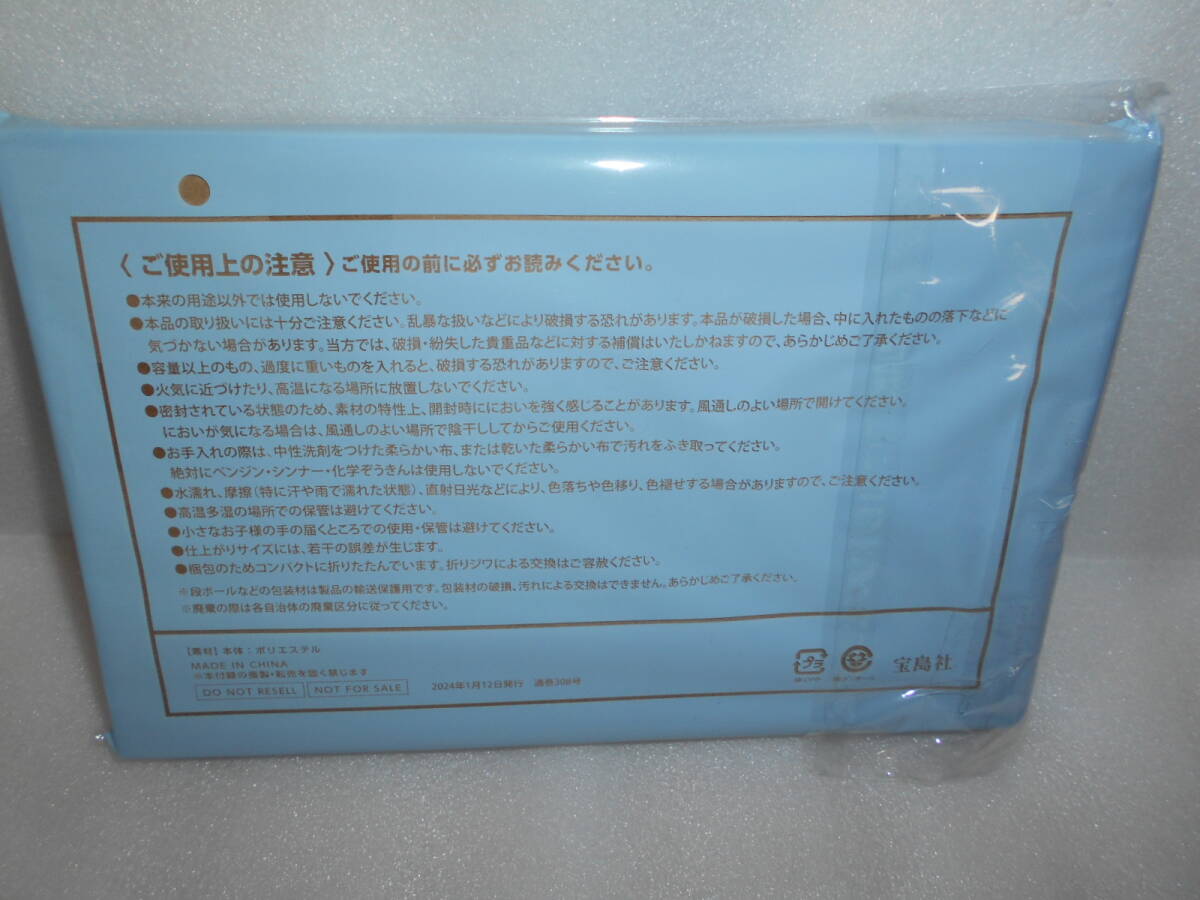 〈 ご使用上の注意 〉ご使用の前に必ずお読みください。
●本来の用途以外では使用しないでください。
●本品の取り扱いには十分ご注意ください。乱暴な扱いなどにより破損する恐れがあります。本品が破損した場合、中に入れたものの落下などに
気づかない場合があります。当方では、破損・紛失した貴重品などに対する補償はいたしかねますので、あらかじめご了承ください。
●容量以上のもの、過度に重いものを入れると、破損する恐れがありますので、ご注意ください。
●火気に近づけたり、高温になる場所に放置しないでください。
●密封されている状態のため、素材の特性上、開封時ににおいを強く感じることがあります。風通しのよい場所で開けてください。
においが気になる場合は、風通しのよい場所で陰干ししてからご使用ください。
●お手入れの際は、中性洗剤をつけた柔らかい布、または乾いた柔らかい布で汚れをふき取ってください。
絶対にベンジン・シンナー・化学ぞうきんは使用しないでください。
●水濡れ、摩擦（特に汗や雨で濡れた状態）、直射日光などにより、色落ちや色移り、色褪せする場合がありますので、ご注意ください。
●高温多湿の場所での保管は避けてください。
●小さなお子様の手の届くところでの使用・保管は避けてください。
●仕上がりサイズには、若干の誤差が生じます。
●梱包のためコンパクトに折りたたんでいます。折りジワによる交換はご容赦ください。
※段ボールなどの包装材は製品の輸送保護用です。包装材の破損、汚れによる交換はできません。あらかじめご了承ください。
※廃棄の際は各自治体の廃棄区分に従ってください。
【素材】本体：ポリエステル
MADE IN CHINA
※本付録の複製・転売を固く禁じます
DO NOT RESELL NOT FOR SALE 2024年1月12日発行 通巻308号
プラ 宝島社